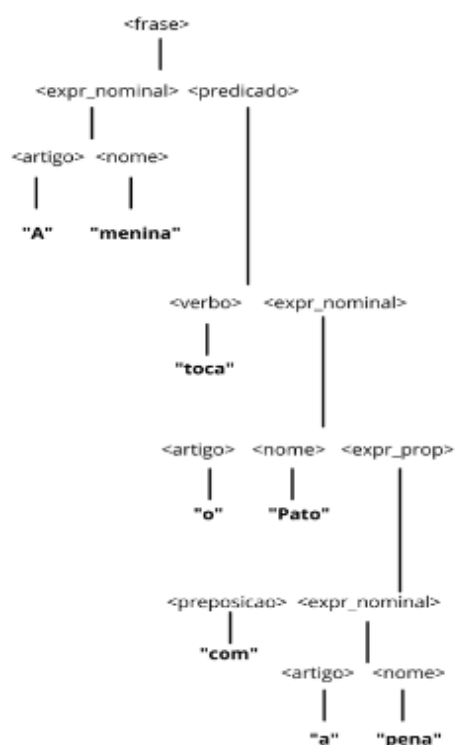 <frase>
<expr_nominal> <predicado>
<artigo> <nome>
"A" "menina"
<verbo> <expr_nominal>
"toca"
<artigo> <nome> <expr_prop>
"o" "Pato"
<preposicao> <expr_nominal>
"com"
<artigo> <nome>
"a" "pena"